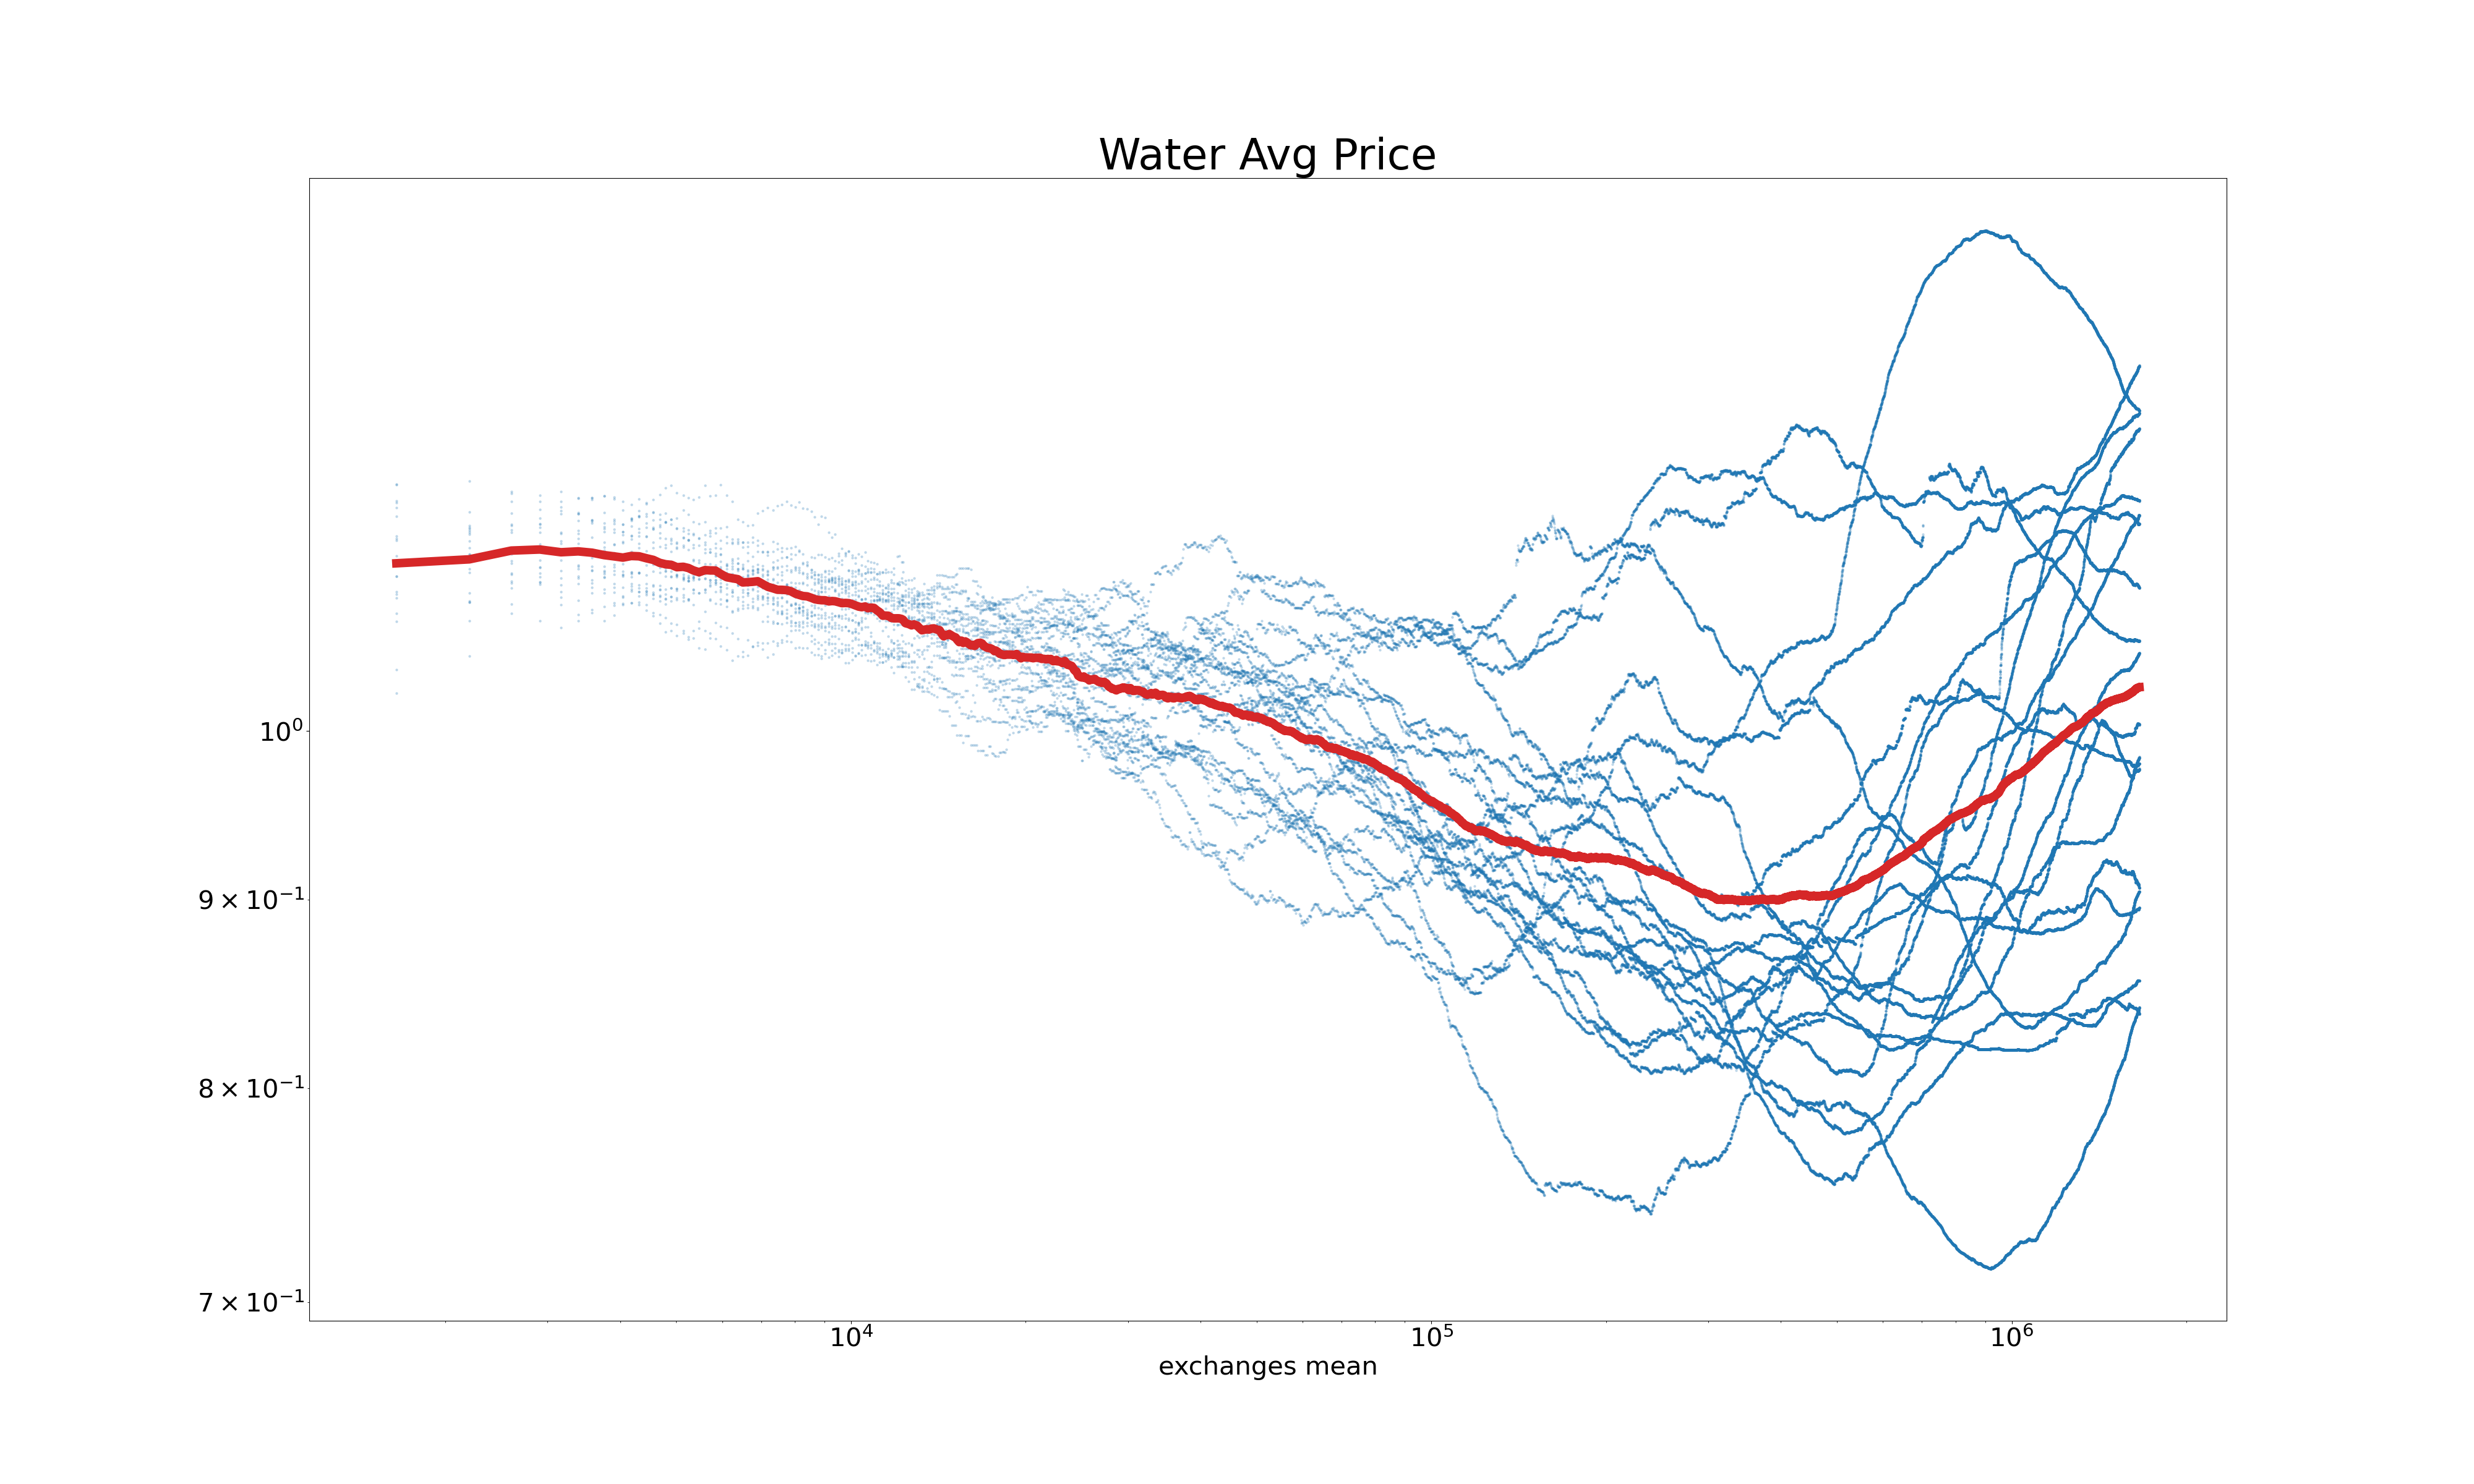 Water Avg Price
10⁰
9 × 10⁻¹
8 × 10⁻¹
7 × 10⁻¹
10⁴ 10⁵ 10⁶
exchanges mean